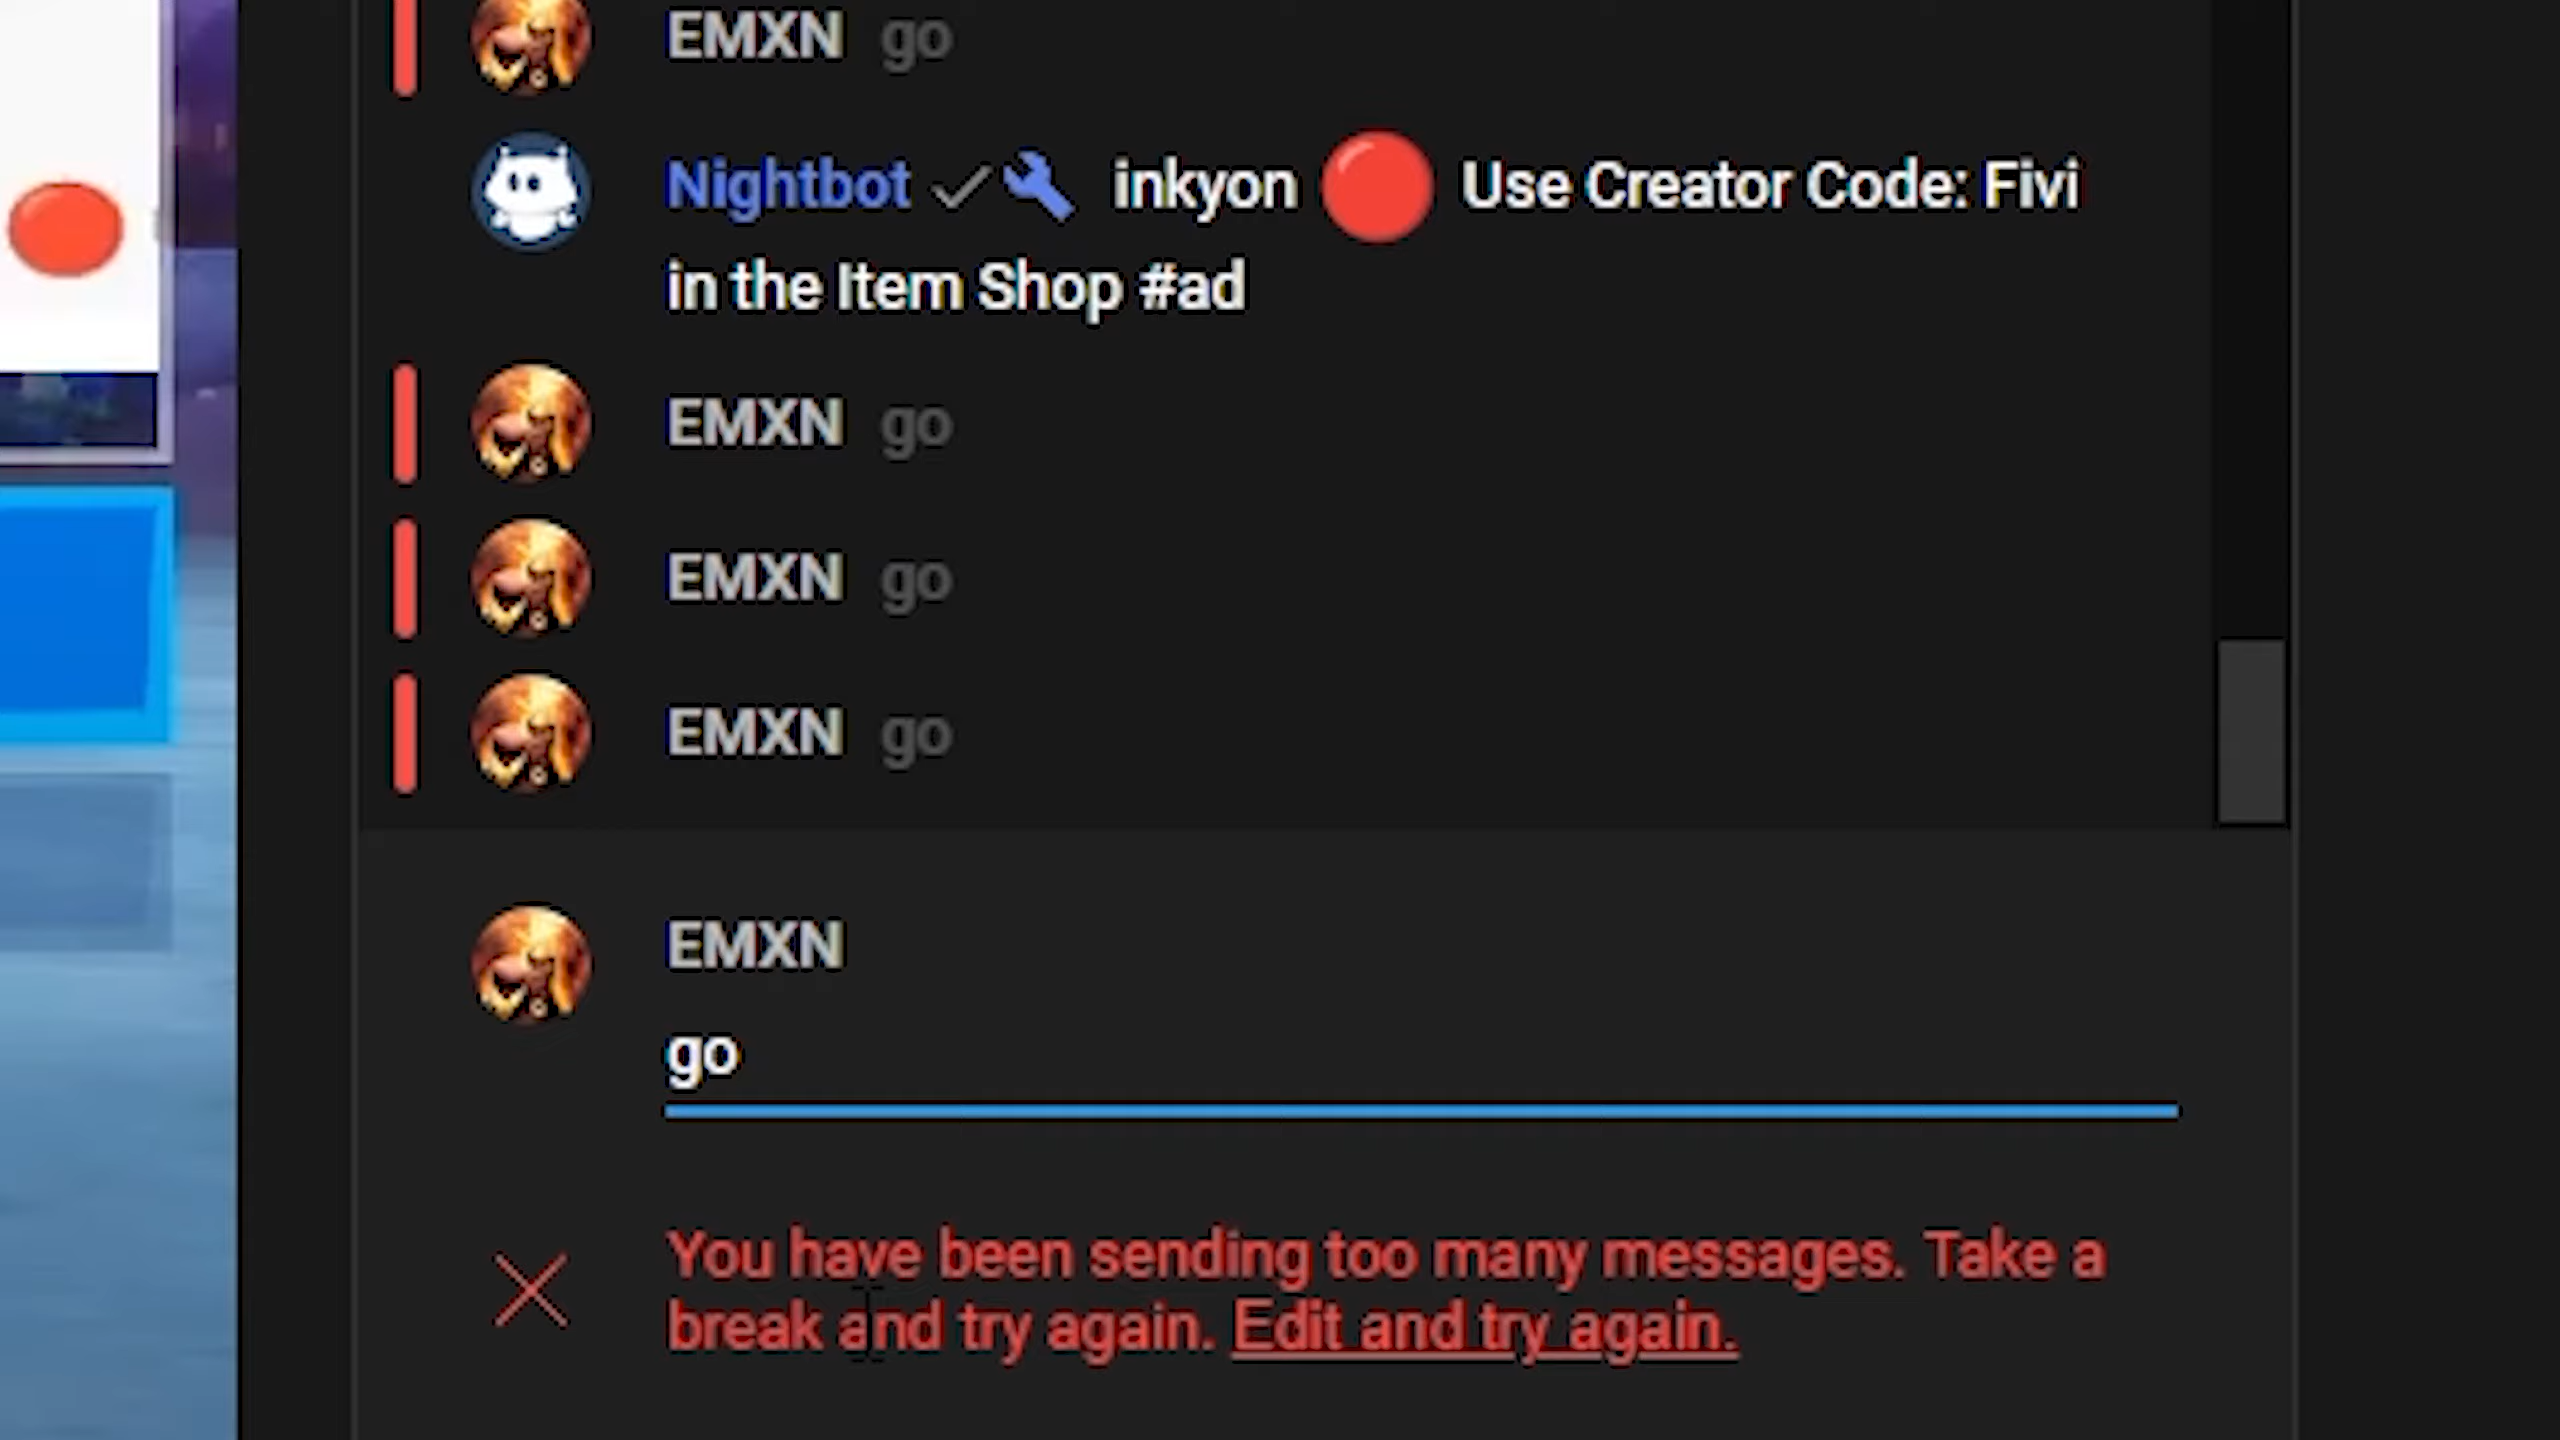 EMXN go
Nightbot inkyon 🔴 Use Creator Code: Fivi
in the Item Shop #ad
EMXN go
EMXN go
EMXN go
EMXN
go
You have been sending too many messages. Take a
break and try again. Edit and try again.